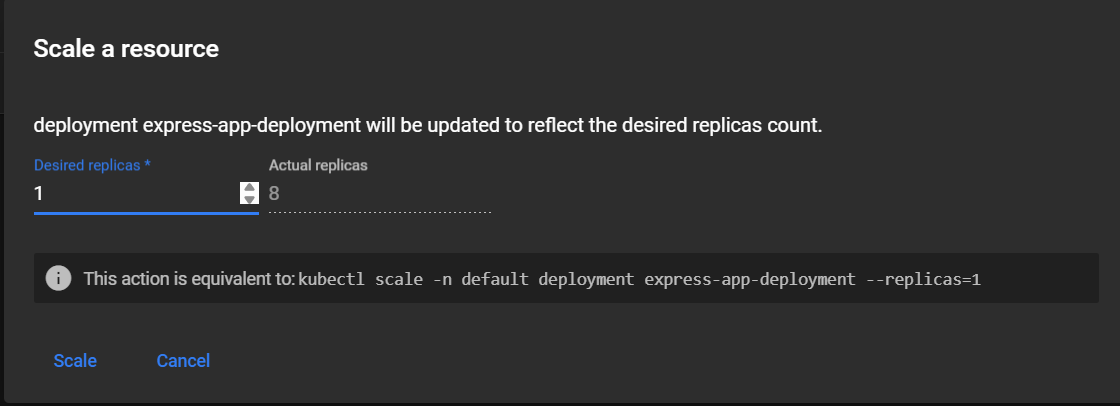 Scale a resource
deployment express-app-deployment will be updated to reflect the desired replicas count.
Desired replicas * Actual replicas
1 8
This action is equivalent to: kubectl scale -n default deployment express-app-deployment --replicas=1
Scale Cancel